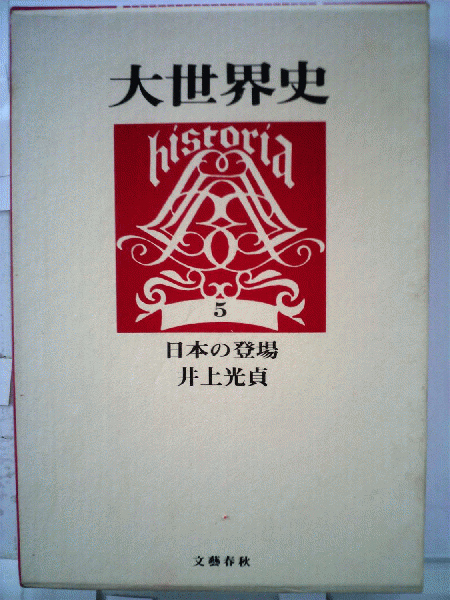 大世界史
historia
5
日本の登場
井上光貞
文藝春秋